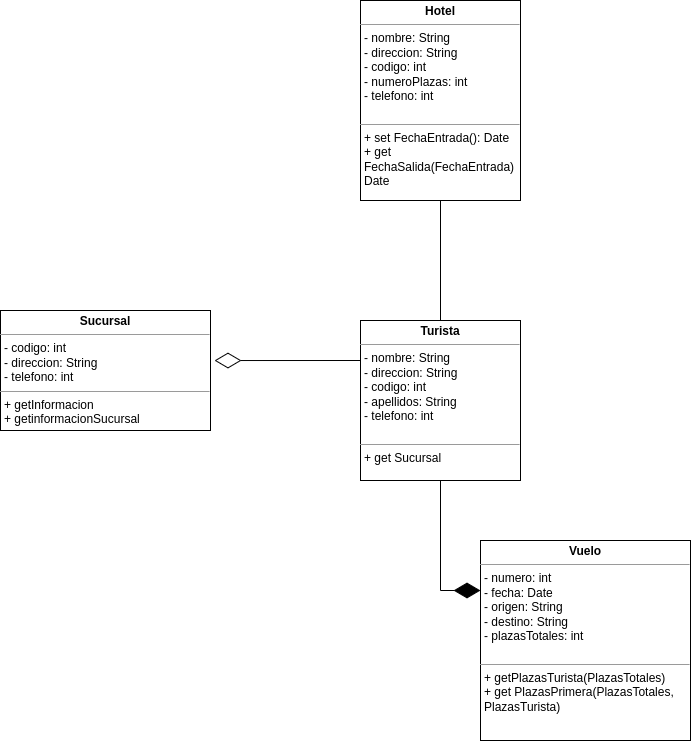 Hotel
- nombre: String
- direccion: String
- codigo: int
- numeroPlazas: int
- telefono: int
+ set FechaEntrada(): Date
+ get
FechaSalida(FechaEntrada)
Date
Sucursal
- codigo: int
- direccion: String
- telefono: int
+ getInformacion
+ getinformacionSucursal
Turista
- nombre: String
- direccion: String
- codigo: int
- apellidos: String
- telefono: int
+ get Sucursal
Vuelo
- numero: int
- fecha: Date
- origen: String
- destino: String
- plazasTotales: int
+ getPlazasTurista(PlazasTotales)
+ get PlazasPrimera(PlazasTotales,
PlazasTurista)